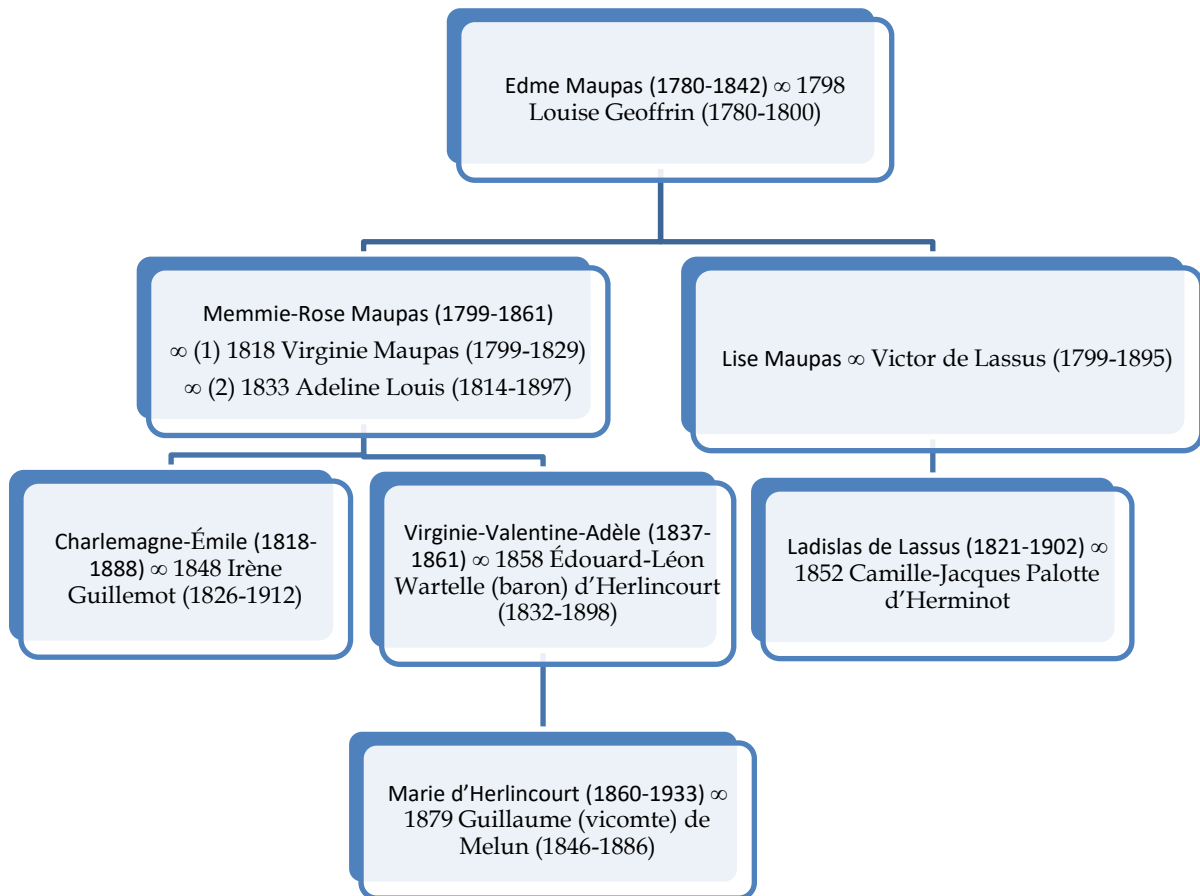 Edme Maupas (1780-1842) ∞ 1798
Louise Geoffrin (1780-1800)
Memmie-Rose Maupas (1799-1861)
∞ (1) 1818 Virginie Maupas (1799-1829)
∞ (2) 1833 Adeline Louis (1814-1897)
Lise Maupas ∞ Victor de Lassus (1799-1895)
Charlemagne-Émile (1818-
1888) ∞ 1848 Irène
Guillemot (1826-1912)
Virginie-Valentine-Adèle (1837-
1861) ∞ 1858 Édouard-Léon
Wartelle (baron) d’Herlincourt
(1832-1898)
Ladislas de Lassus (1821-1902) ∞
1852 Camille-Jacques Palotte
d’Herminot
Marie d’Herlincourt (1860-1933) ∞
1879 Guillaume (vicomte) de
Melun (1846-1886)